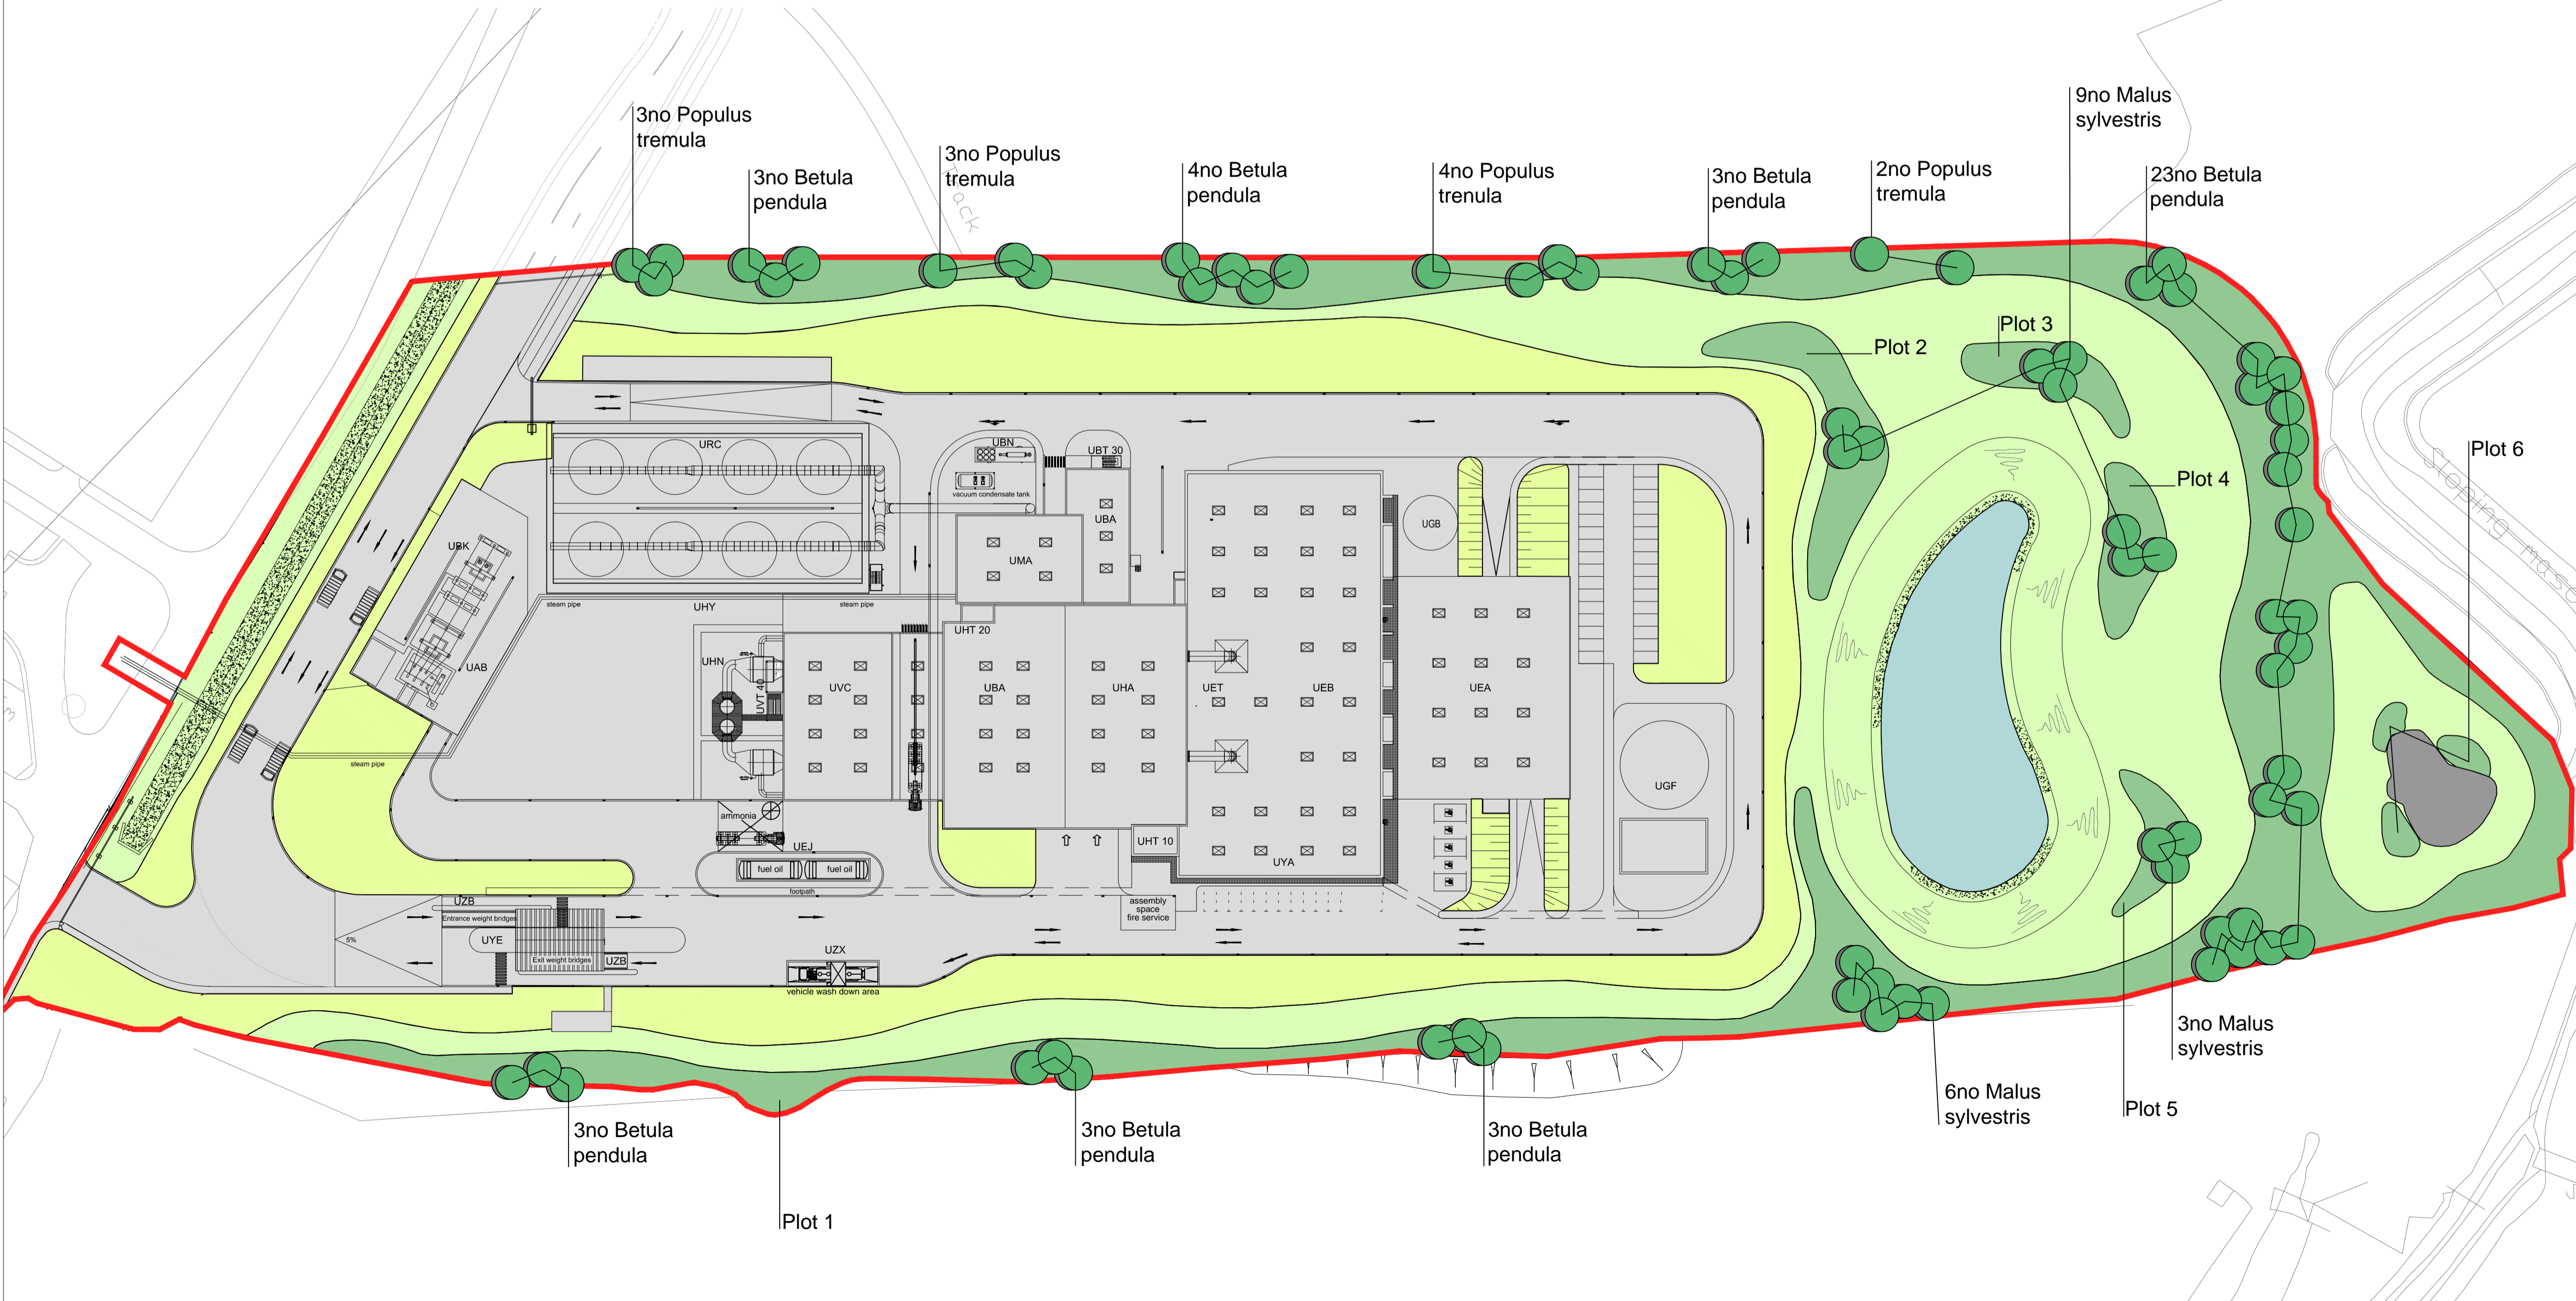 9no Malus
sylvestris
3no Populus
tremula
3no Populus
tremula
3no Betula
pendula
4no Betula
pendula
4no Populus
trenula
3no Betula
pendula
2no Populus
tremula
23no Betula
pendula
Track
Plot 3
Plot 2
Plot 4
Plot 6
URC
UBN
UBT 30
vacuum condensate tank
UBA
UGB
UMA
UBK
UAB
steam pipe
UHY
steam pipe
UHT 20
UHN
UVT 40
UVC
UBA
UHA
UET
UEB
UEA
UGF
steam pipe
ammonia
UEJ
fuel oil
fuel oil
footpath
UHT 10
UYA
UZB
Entrance weight bridges
assembly
space
fire service
5%
UYE
Exit weight bridges
UZB
UZX
vehicle wash down area
3no Malus
sylvestris
6no Malus
sylvestris
Plot 5
3no Betula
pendula
3no Betula
pendula
3no Betula
pendula
Plot 1
Sloping